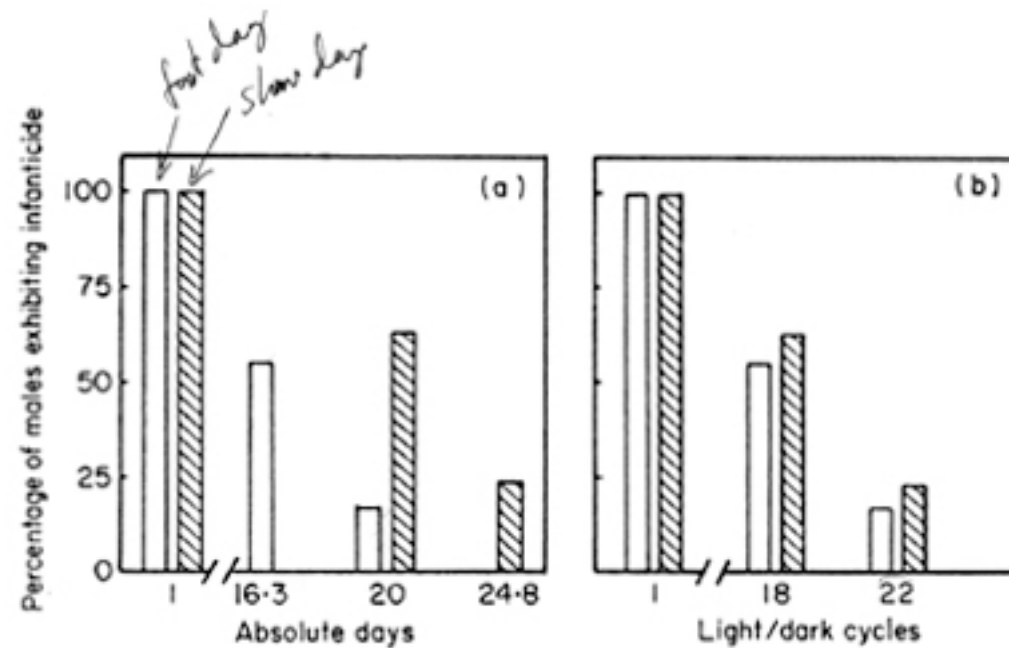 fast day
slow day
Percentage of males exhibiting infanticide
100
75
50
25
0
(a)
1 16·3 20 24·8
Absolute days
(b)
1 18 22
Light/dark cycles